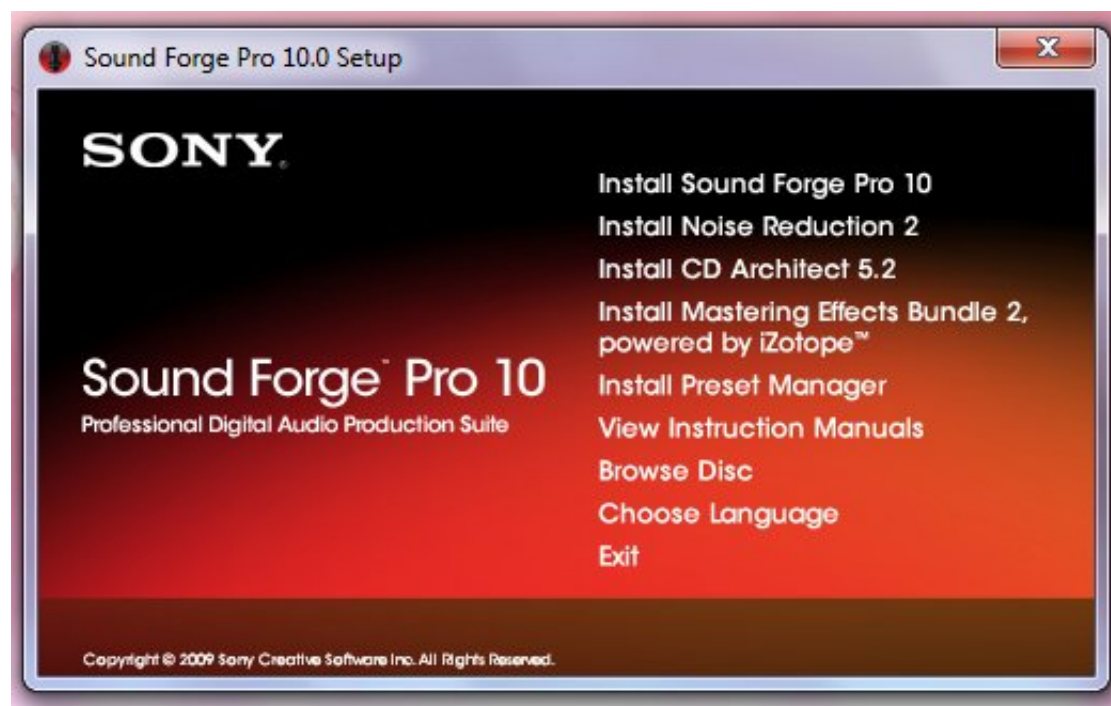 Sound Forge Pro 10.0 Setup
SONY
Install Sound Forge Pro 10
Install Noise Reduction 2
Install CD Architect 5.2
Install Mastering Effects Bundle 2,
powered by iZotope™
Sound Forge™ Pro 10
Install Preset Manager
Professional Digital Audio Production Suite
View Instruction Manuals
Browse Disc
Choose Language
Exit
Copyright © 2009 Sony Creative Software Inc. All Rights Reserved.